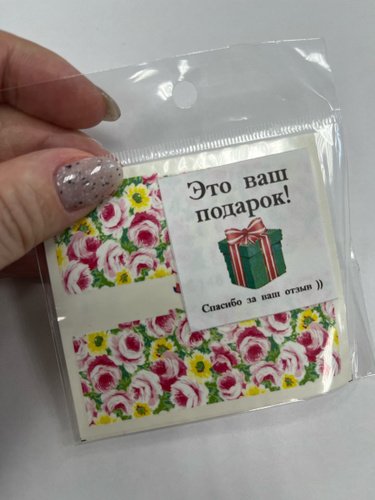 Это ваш
подарок!
Спасибо за ваш отзыв ))